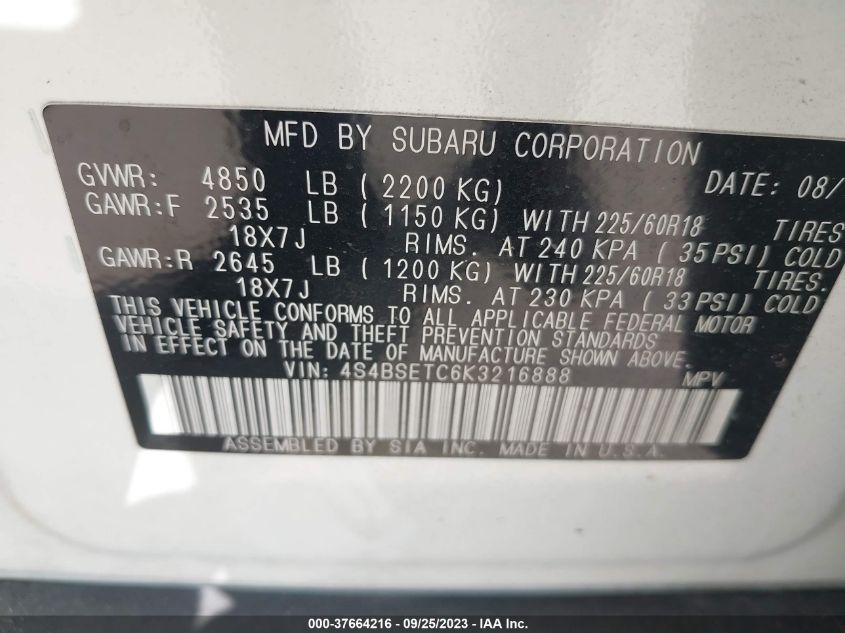 MFD BY SUBARU CORPORATION
GVWR: 4850 LB ( 2200 KG) DATE: 08/
GAWR:F 2535 LB ( 1150 KG) WITH 225/60R18 TIRES
18X7J RIMS. AT 240 KPA ( 35PSI) COLD
GAWR:R 2645 LB ( 1200 KG) WITH 225/60R18 TIRES.
18X7J RIMS. AT 230 KPA ( 33PSI) COLD
THIS VEHICLE CONFORMS TO ALL APPLICABLE FEDERAL MOTOR
VEHICLE SAFETY AND THEFT PREVENTION STANDARDS
IN EFFECT ON THE DATE OF MANUFACTURE SHOWN ABOVE.
VIN: 4S4BSETC6K3216888 MPV
ASSEMBLED BY SIA INC. MADE IN U.S.A.
000-37664216 - 09/25/2023 - IAA Inc.